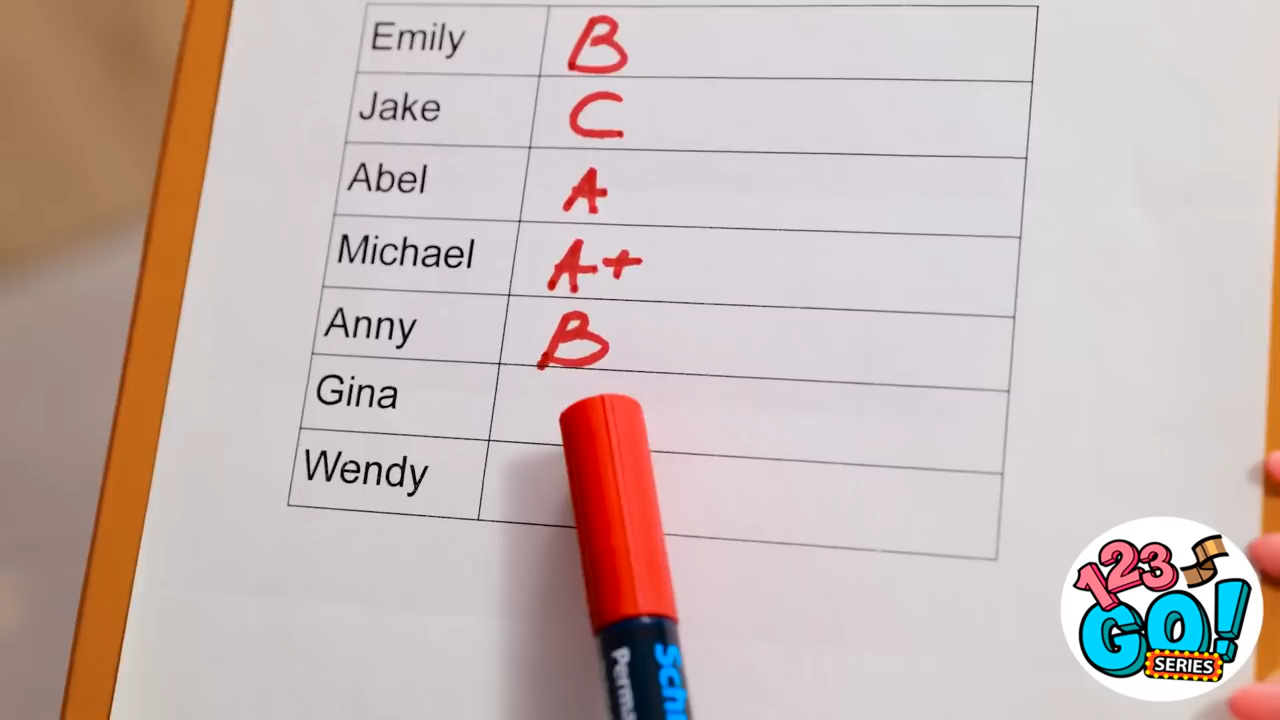 Emily B
Jake C
Abel A
Michael A+
Anny B
Gina
Wendy
123
GO!
SERIES